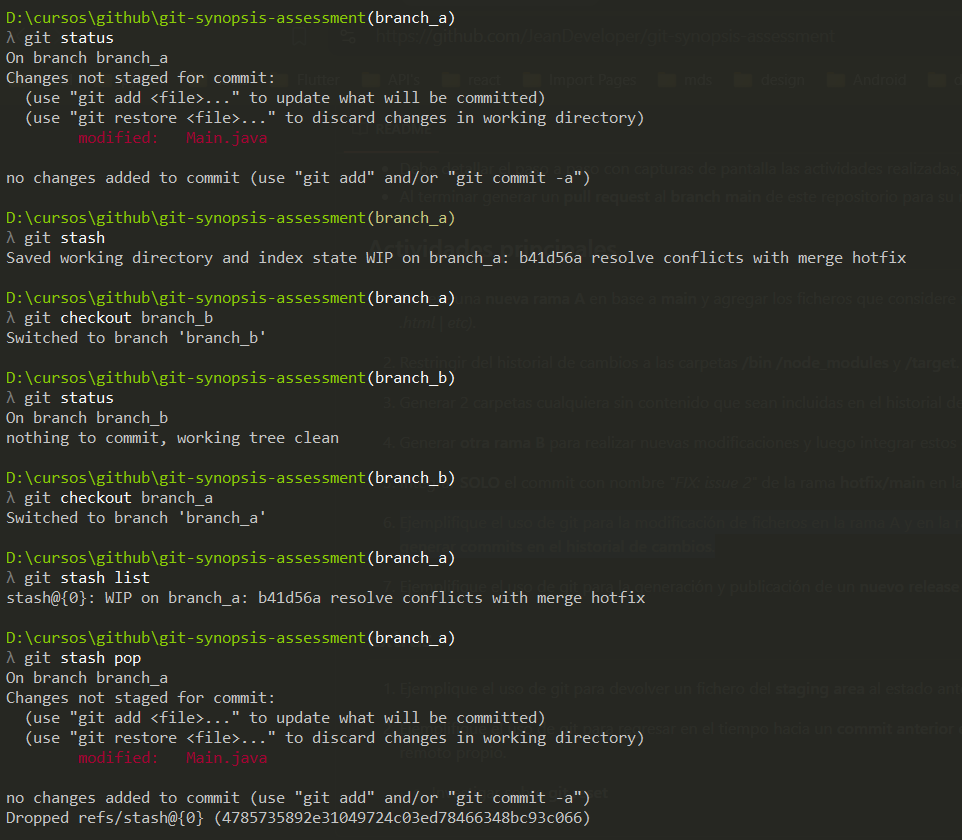 D:\cursos\github\git-synopsis-assessment(branch_a)
λ git status
On branch branch_a
Changes not staged for commit:
  (use "git add <file>..." to update what will be committed)
  (use "git restore <file>..." to discard changes in working directory)
        modified:   Main.java

no changes added to commit (use "git add" and/or "git commit -a")

D:\cursos\github\git-synopsis-assessment(branch_a)
λ git stash
Saved working directory and index state WIP on branch_a: b41d56a resolve conflicts with merge hotfix

D:\cursos\github\git-synopsis-assessment(branch_a)
λ git checkout branch_b
Switched to branch 'branch_b'

D:\cursos\github\git-synopsis-assessment(branch_b)
λ git status
On branch branch_b
nothing to commit, working tree clean

D:\cursos\github\git-synopsis-assessment(branch_b)
λ git checkout branch_a
Switched to branch 'branch_a'

D:\cursos\github\git-synopsis-assessment(branch_a)
λ git stash list
stash@{0}: WIP on branch_a: b41d56a resolve conflicts with merge hotfix

D:\cursos\github\git-synopsis-assessment(branch_a)
λ git stash pop
On branch branch_a
Changes not staged for commit:
  (use "git add <file>..." to update what will be committed)
  (use "git restore <file>..." to discard changes in working directory)
        modified:   Main.java

no changes added to commit (use "git add" and/or "git commit -a")
Dropped refs/stash@{0} (4785735892e31049724c03ed78466348bc93c066)